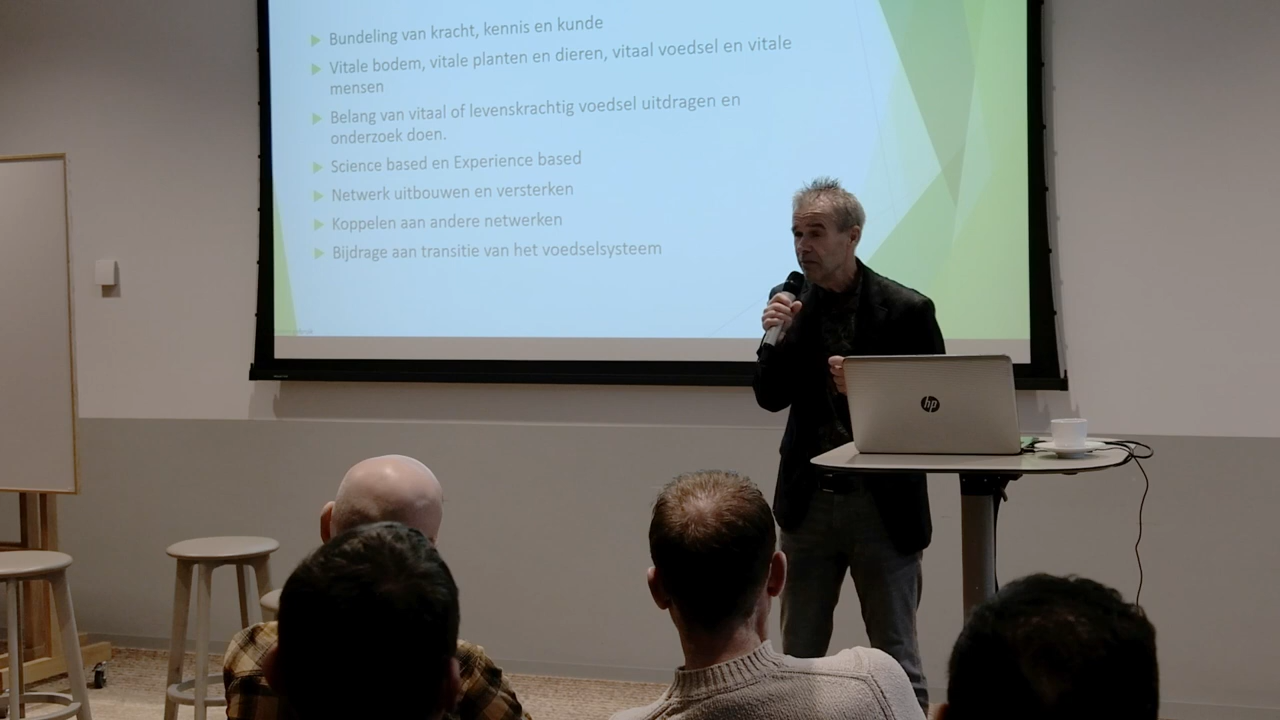 Bundeling van kracht, kennis en kunde
Vitale bodem, vitale planten en dieren, vitaal voedsel en vitale
mensen
Belang van vitaal of levenskrachtig voedsel uitdragen en
onderzoek doen.
Science based en Experience based
Netwerk uitbouwen en versterken
Koppelen aan andere netwerken
Bijdrage aan transitie van het voedselsysteem
hp